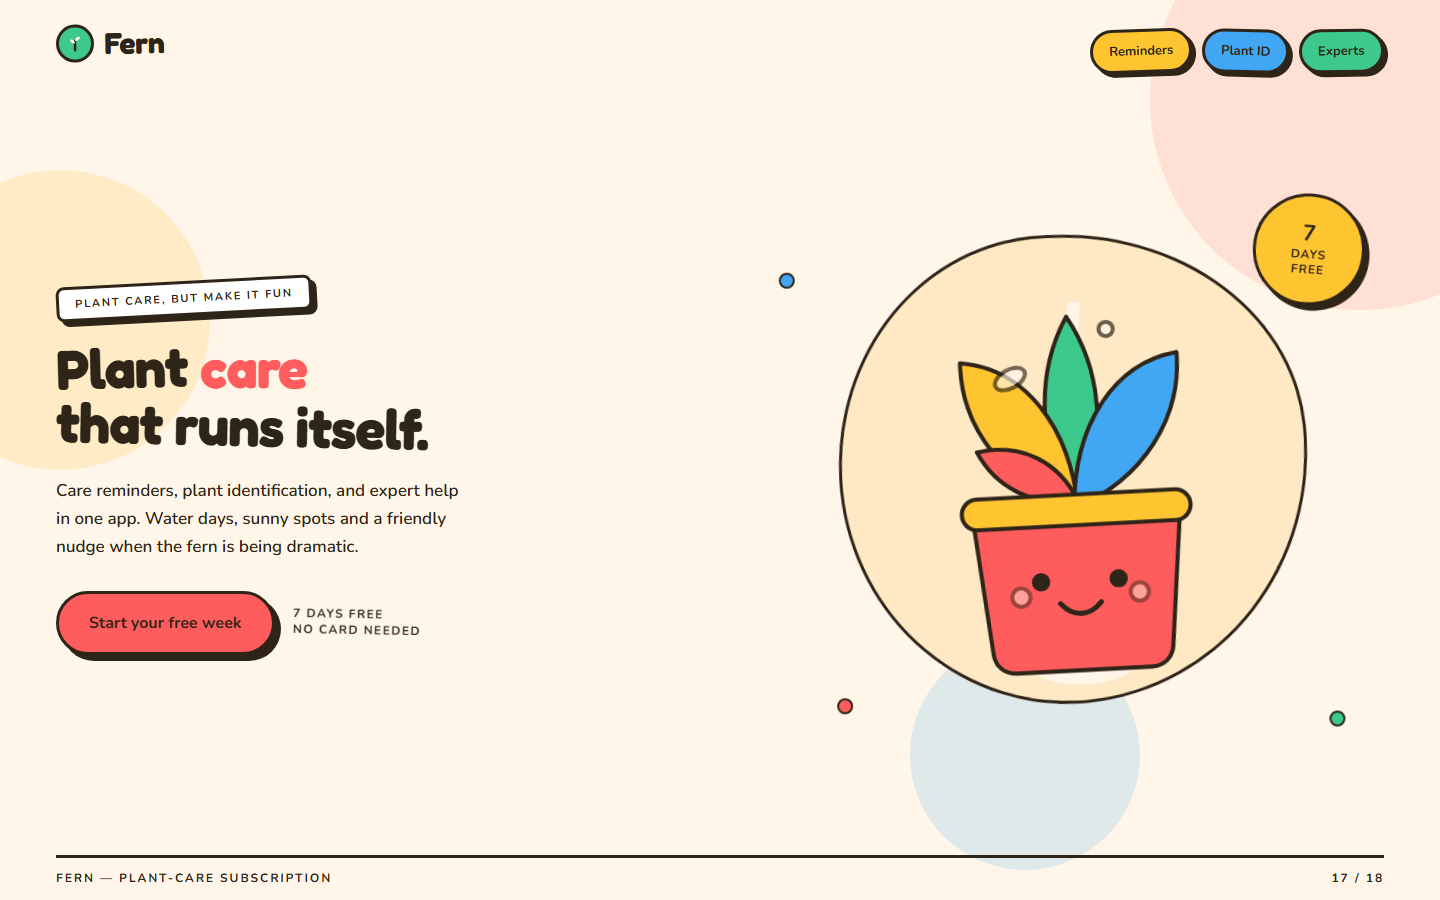 Fern
Reminders
Plant ID
Experts
7
DAYS
FREE
PLANT CARE, BUT MAKE IT FUN
Plant care
that runs itself.
Care reminders, plant identification, and expert help
in one app. Water days, sunny spots and a friendly
nudge when the fern is being dramatic.
Start your free week
7 DAYS FREE
NO CARD NEEDED
FERN — PLANT-CARE SUBSCRIPTION
17 / 18